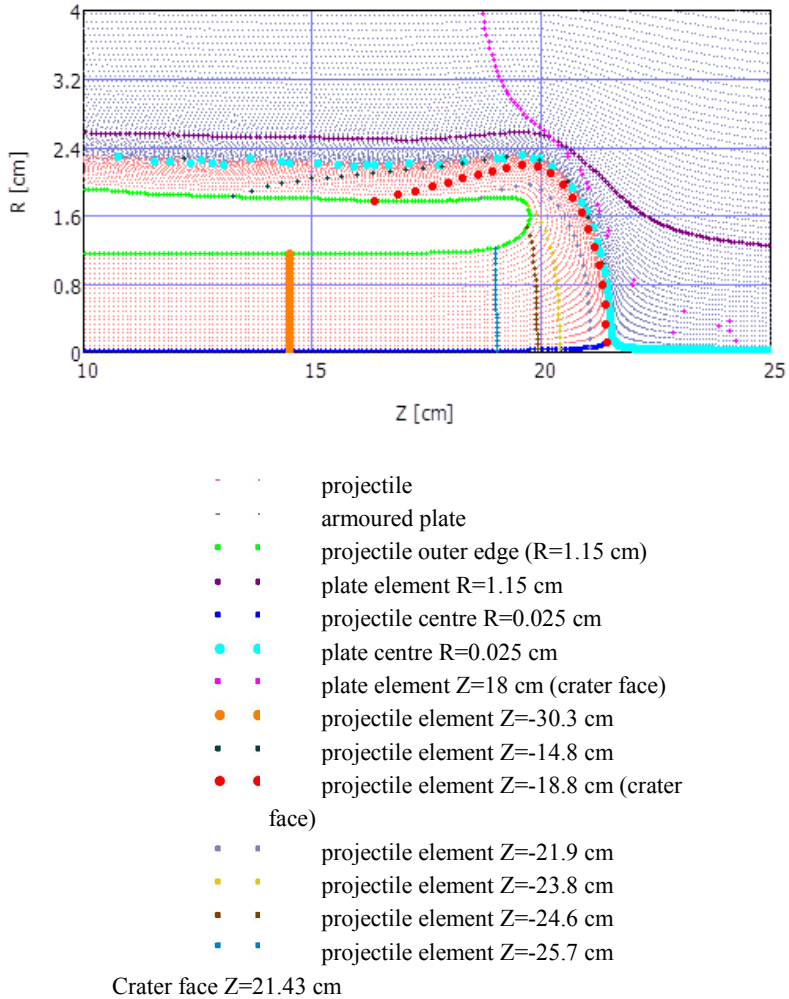 4
3.2
2.4
1.6
0.8
0
R [cm]
10
15
20
25
Z [cm]
projectile
armoured plate
projectile outer edge (R=1.15 cm)
plate element R=1.15 cm
projectile centre R=0.025 cm
plate centre R=0.025 cm
plate element Z=18 cm (crater face)
projectile element Z=-30.3 cm
projectile element Z=-14.8 cm
projectile element Z=-18.8 cm (crater
face)
projectile element Z=-21.9 cm
projectile element Z=-23.8 cm
projectile element Z=-24.6 cm
projectile element Z=-25.7 cm
Crater face Z=21.43 cm